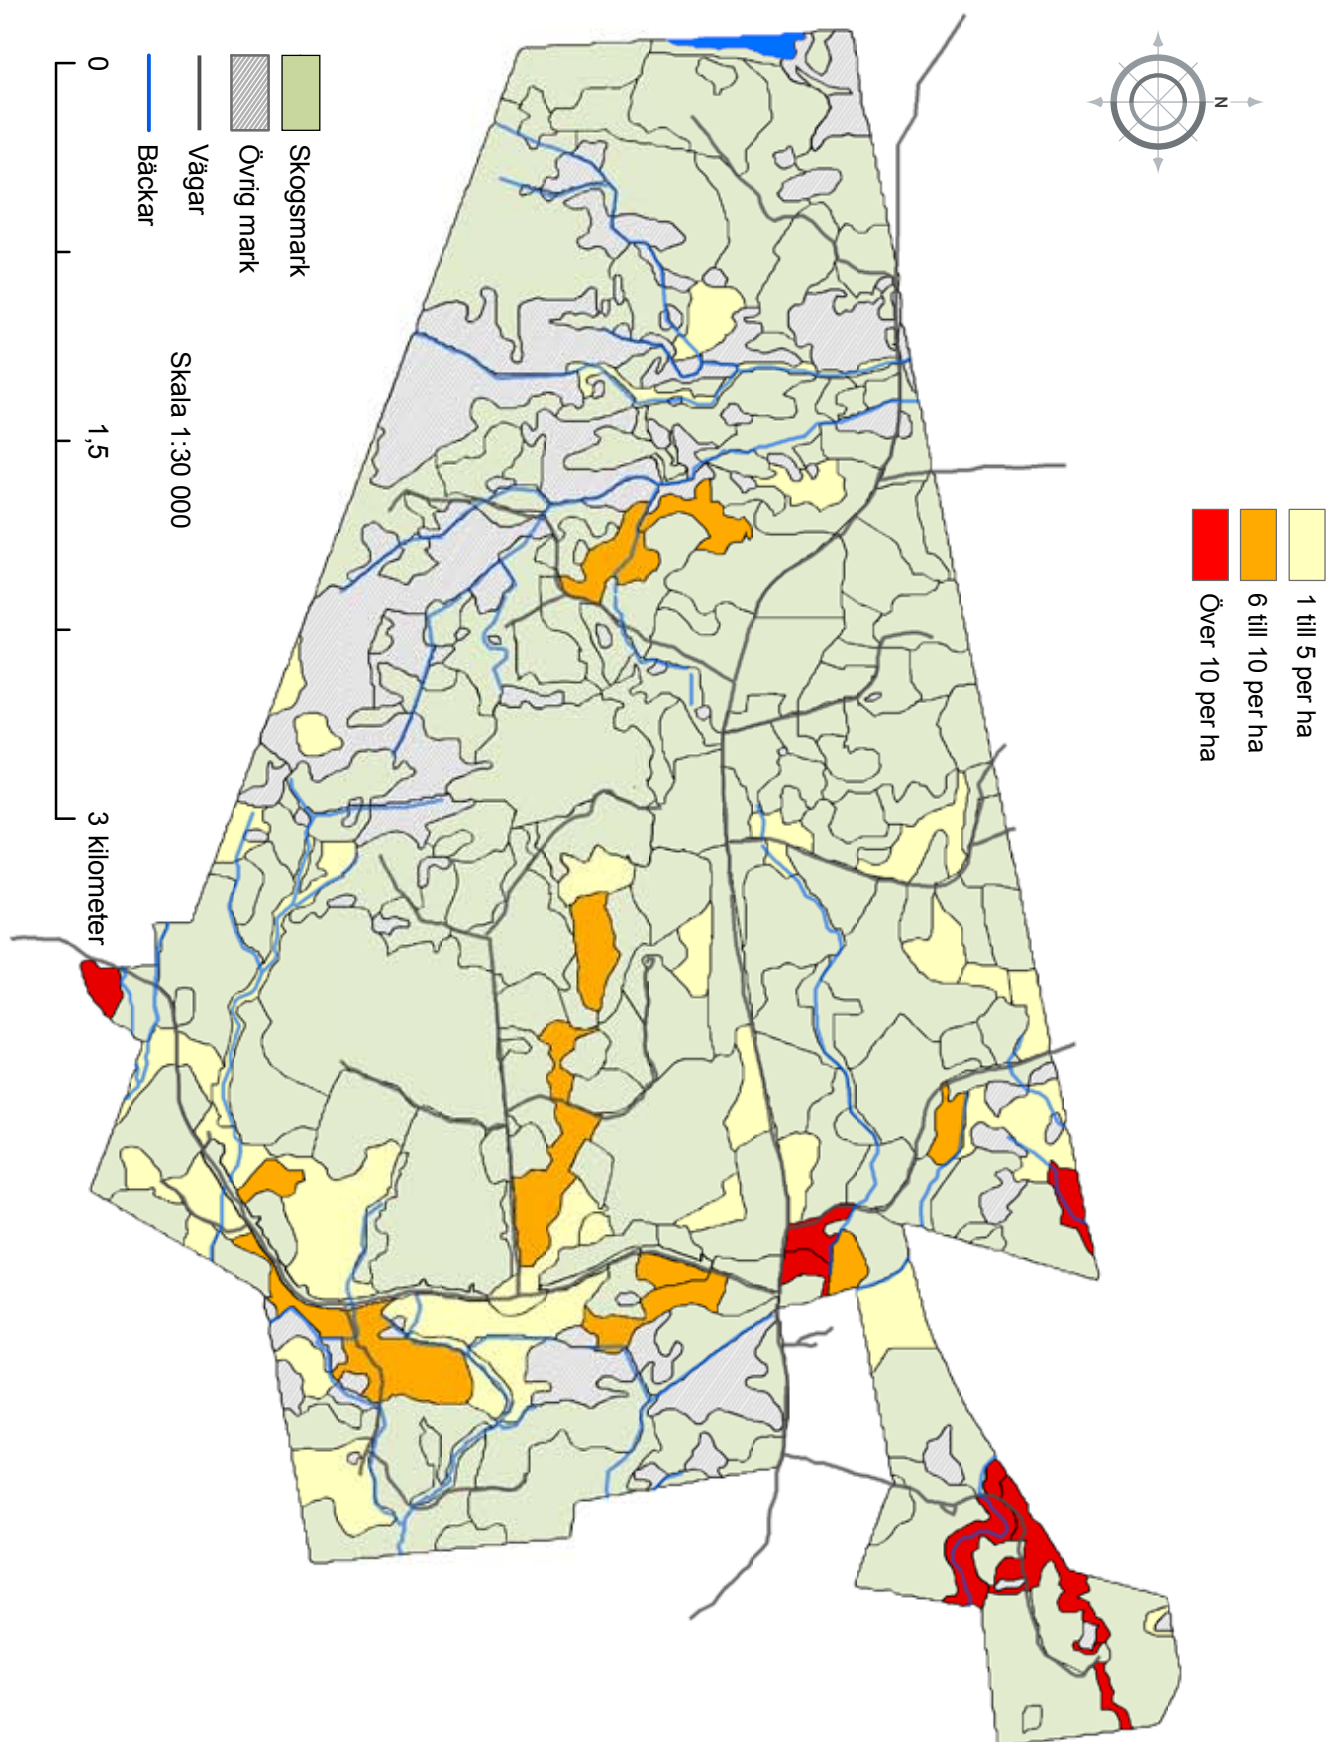 N
1 till 5 per ha
6 till 10 per ha
Över 10 per ha
Skogsmark
Övrig mark
Vägar
Bäckar
Skala 1:30 000
0 1,5 3 kilometer